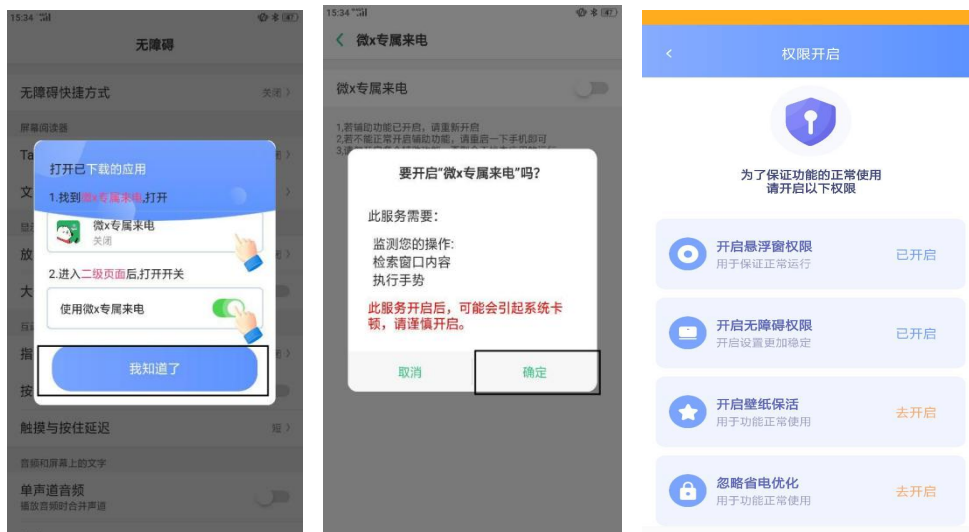 15:34
无障碍
无障碍快捷方式
关闭
屏幕阅读器
Ta
文
放
大
指
按
打开已下载的应用
1.找到微x专属来电,打开
微x专属来电
关闭
2.进入二级页面后,打开开关
使用微x专属来电
我知道了
触摸与按住延迟
短
音频和屏幕上的文字
单声道音频
播放音频时合并声道
15:34
微x专属来电
微x专属来电
1,若辅助功能已开启，请重新开启
2,若不能正常开启辅助功能，请重启一下手机即可
要开启"微x专属来电"吗?
此服务需要:
监测您的操作:
检索窗口内容
执行手势
此服务开启后，可能会引起系统卡
顿，请谨慎开启。
取消
确定
权限开启
为了保证功能的正常使用
请开启以下权限
开启悬浮窗权限
用于保证正常运行
已开启
开启无障碍权限
开启设置更加稳定
已开启
开启壁纸保活
用于功能正常使用
去开启
忽略省电优化
用于功能正常使用
去开启